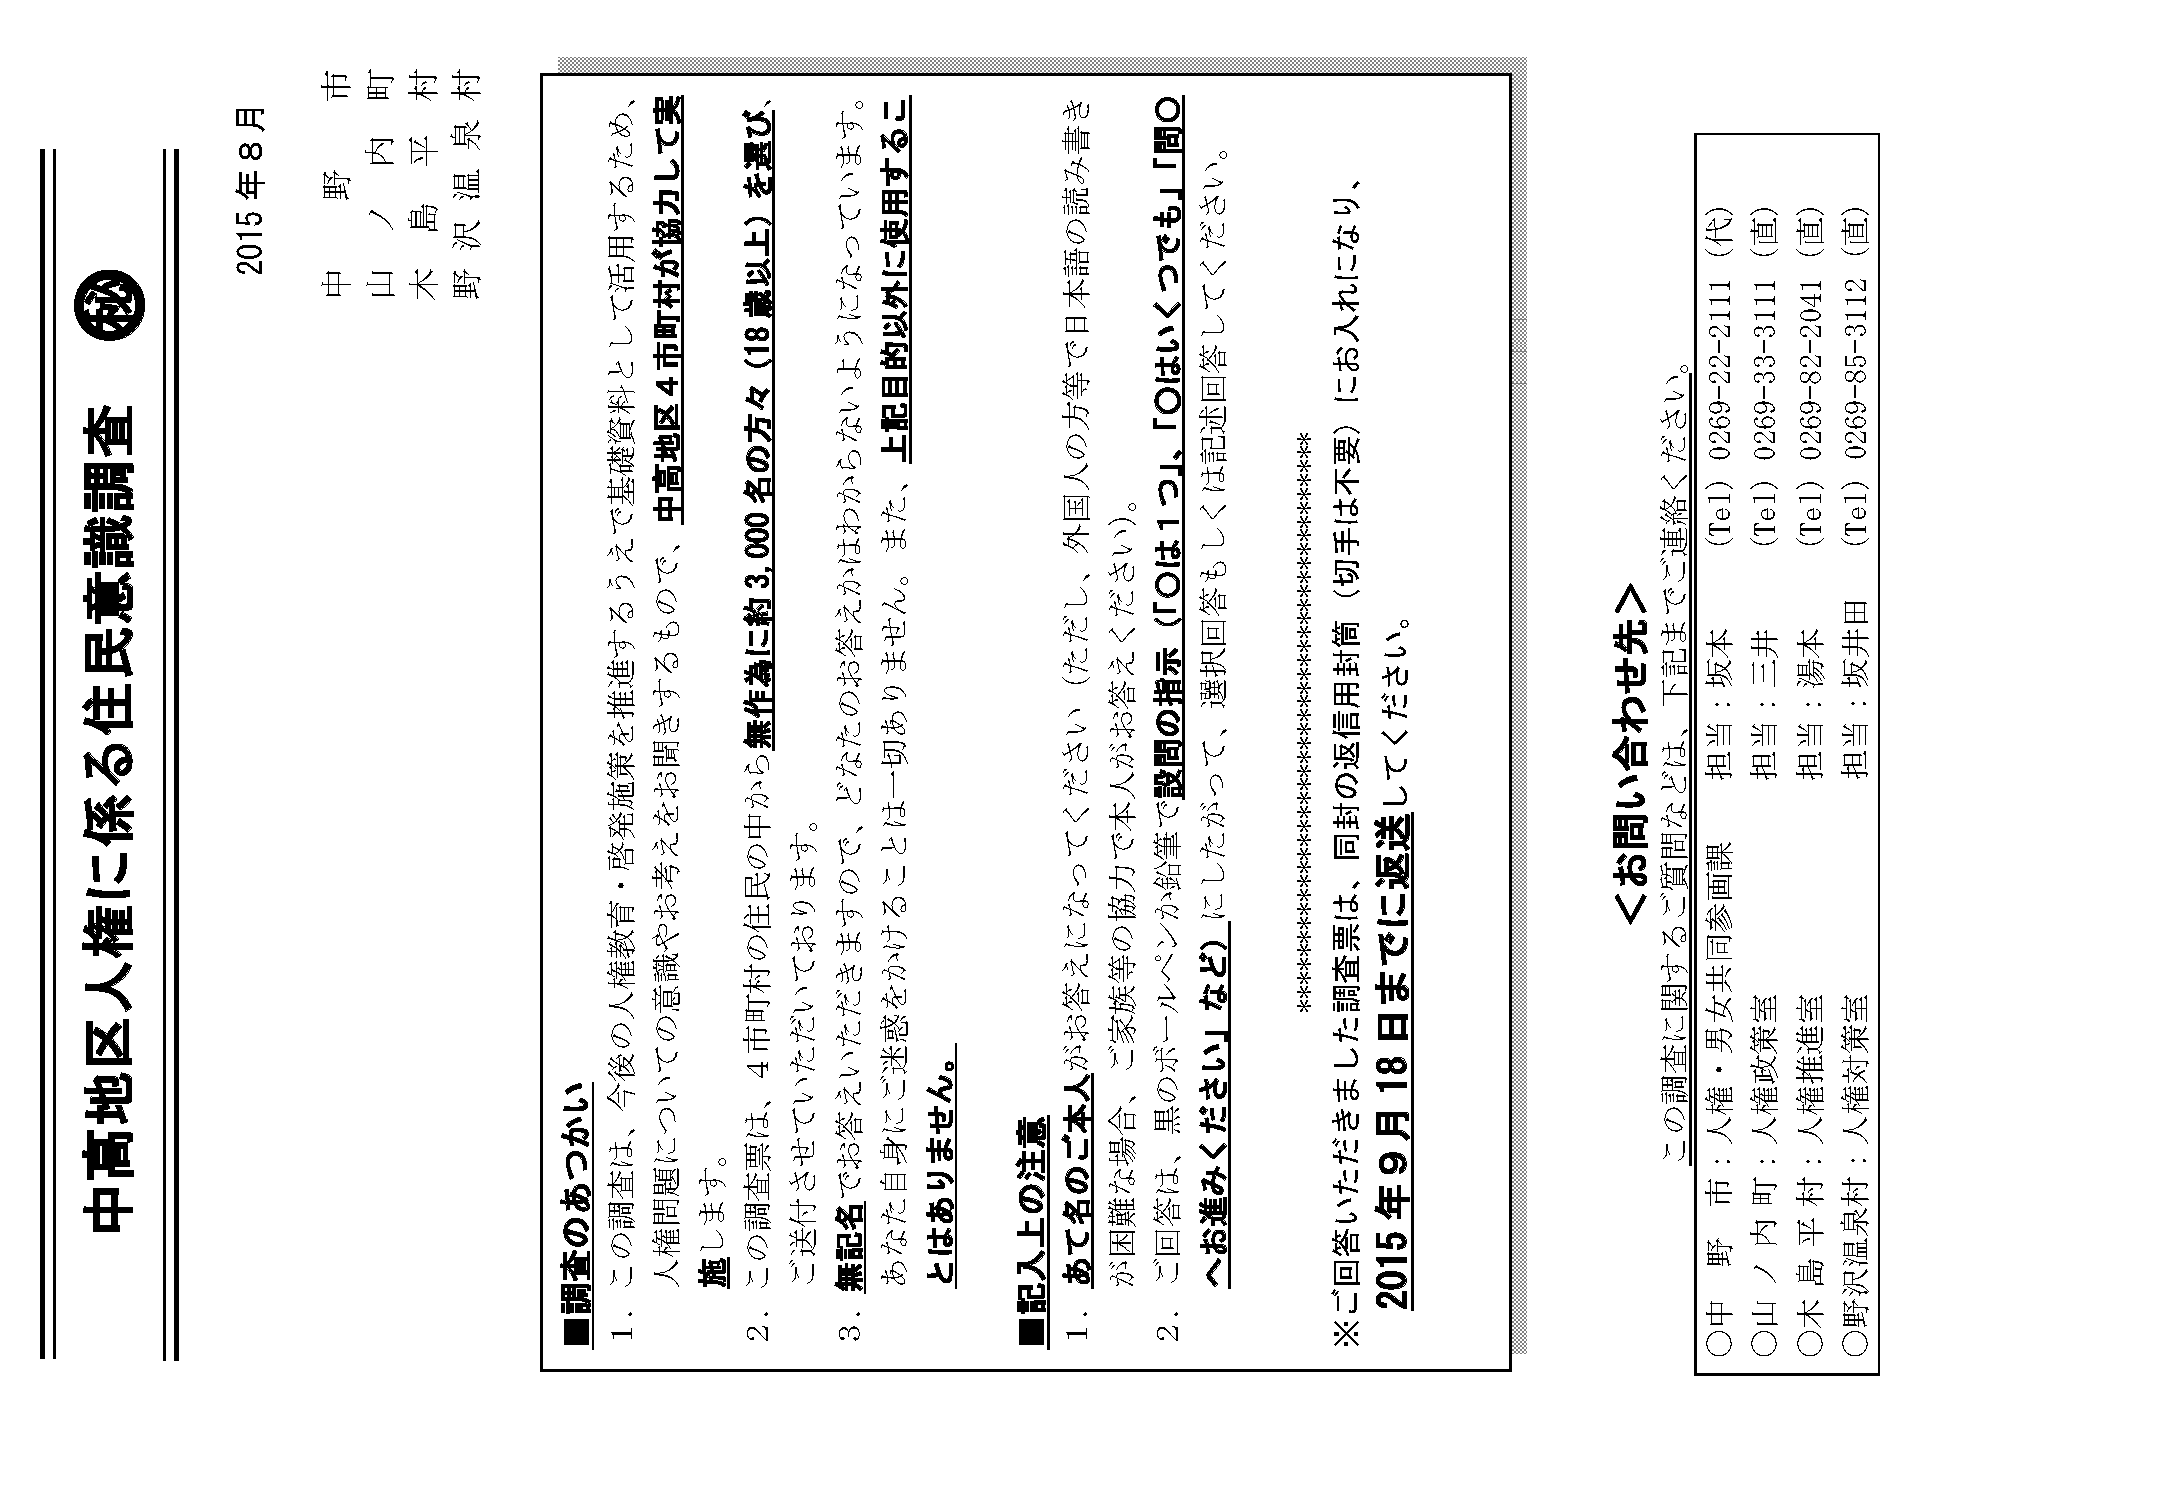 中高地区人権に係る住民意識調査 ㊙
2015年８月
中野市
山ノ内町
木島平村
野沢温泉村
■調査のあつかい
１．この調査は、今後の人権教育・啓発施策を推進するうえで基礎資料として活用するため、
人権問題についての意識やお考えをお聞きするもので、中高地区４市町村が協力して実
施します。
２．この調査票は、４市町村の住民の中から無作為に約3,000名の方々（18歳以上）を選び、
ご送付させていただいております。
３．無記名でお答えいただきますので、どなたのお答えかはわからないようになっています。
あなた自身にご迷惑をかけることは一切ありません。また、上記目的以外に使用するこ
とはありません。
■記入上の注意
１．あて名のご本人がお答えになってください（ただし、外国人の方等で日本語の読み書き
が困難な場合、ご家族等の協力で本人がお答えください）。
２．ご回答は、黒のボールペンか鉛筆で設問の指示（「〇は１つ」、「〇はいくつでも」「問〇
へお進みください」など）にしたがって、選択回答もしくは記述回答してください。
****************************************
※ご回答いただきました調査票は、同封の返信用封筒（切手は不要）にお入れになり、
2015年９月18日までに返送してください。
＜お問い合わせ先＞
この調査に関するご質問などは、下記までご連絡ください。
○中野市：人権・男女共同参画課 担当：坂本 (Tel) 0269-22-2111（代）
○山ノ内町：人権政策室 担当：三井 (Tel) 0269-33-3111（直）
○木島平村：人権推進室 担当：湯本 (Tel) 0269-82-2041（直）
○野沢温泉村：人権対策室 担当：坂井田 (Tel) 0269-85-3112（直）